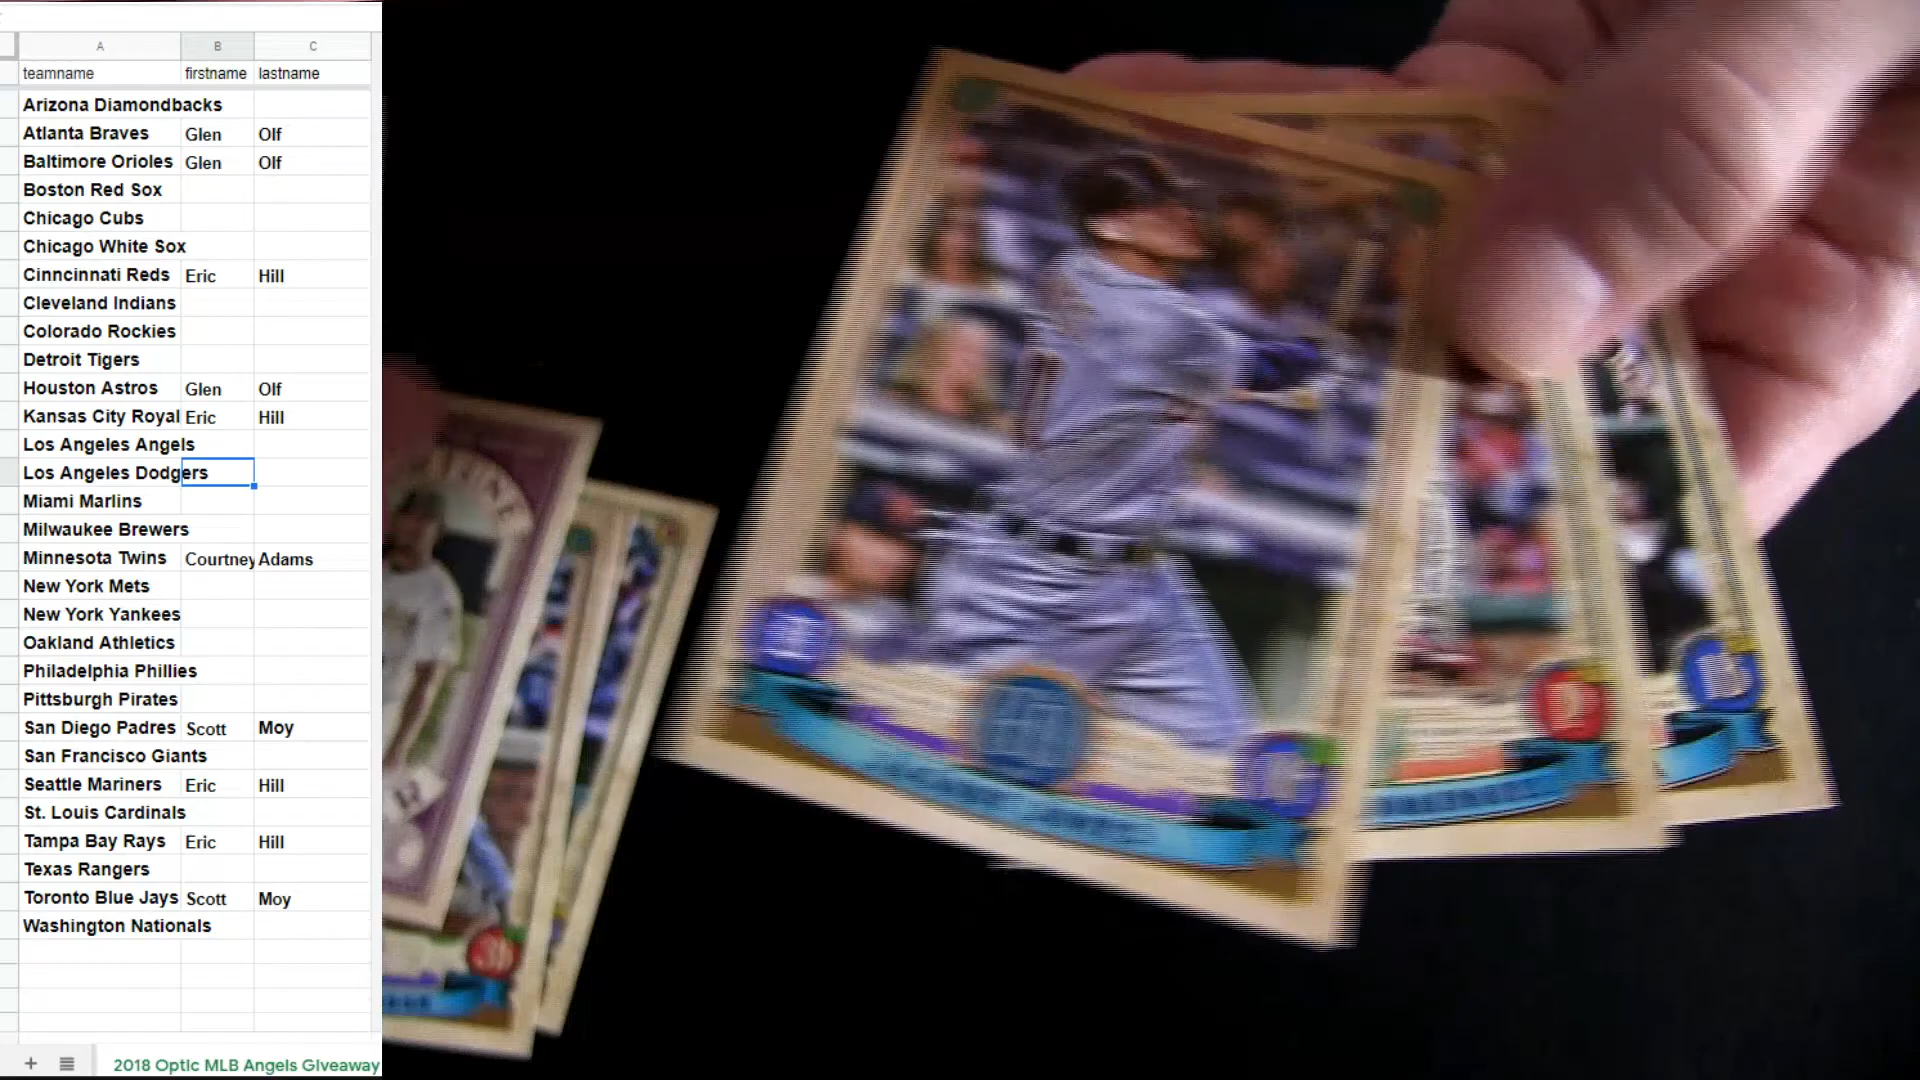 A B C
teamname firstname lastname
Arizona Diamondbacks
Atlanta Braves Glen Olf
Baltimore Orioles Glen Olf
Boston Red Sox
Chicago Cubs
Chicago White Sox
Cinncinnati Reds Eric Hill
Cleveland Indians
Colorado Rockies
Detroit Tigers
Houston Astros Glen Olf
Kansas City Royal Eric Hill
Los Angeles Angels
Los Angeles Dodgers
Miami Marlins
Milwaukee Brewers
Minnesota Twins Courtney Adams
New York Mets
New York Yankees
Oakland Athletics
Philadelphia Phillies
Pittsburgh Pirates
San Diego Padres Scott Moy
San Francisco Giants
Seattle Mariners Eric Hill
St. Louis Cardinals
Tampa Bay Rays Eric Hill
Texas Rangers
Toronto Blue Jays Scott Moy
Washington Nationals
+
2018 Optic MLB Angels Giveaway
3B